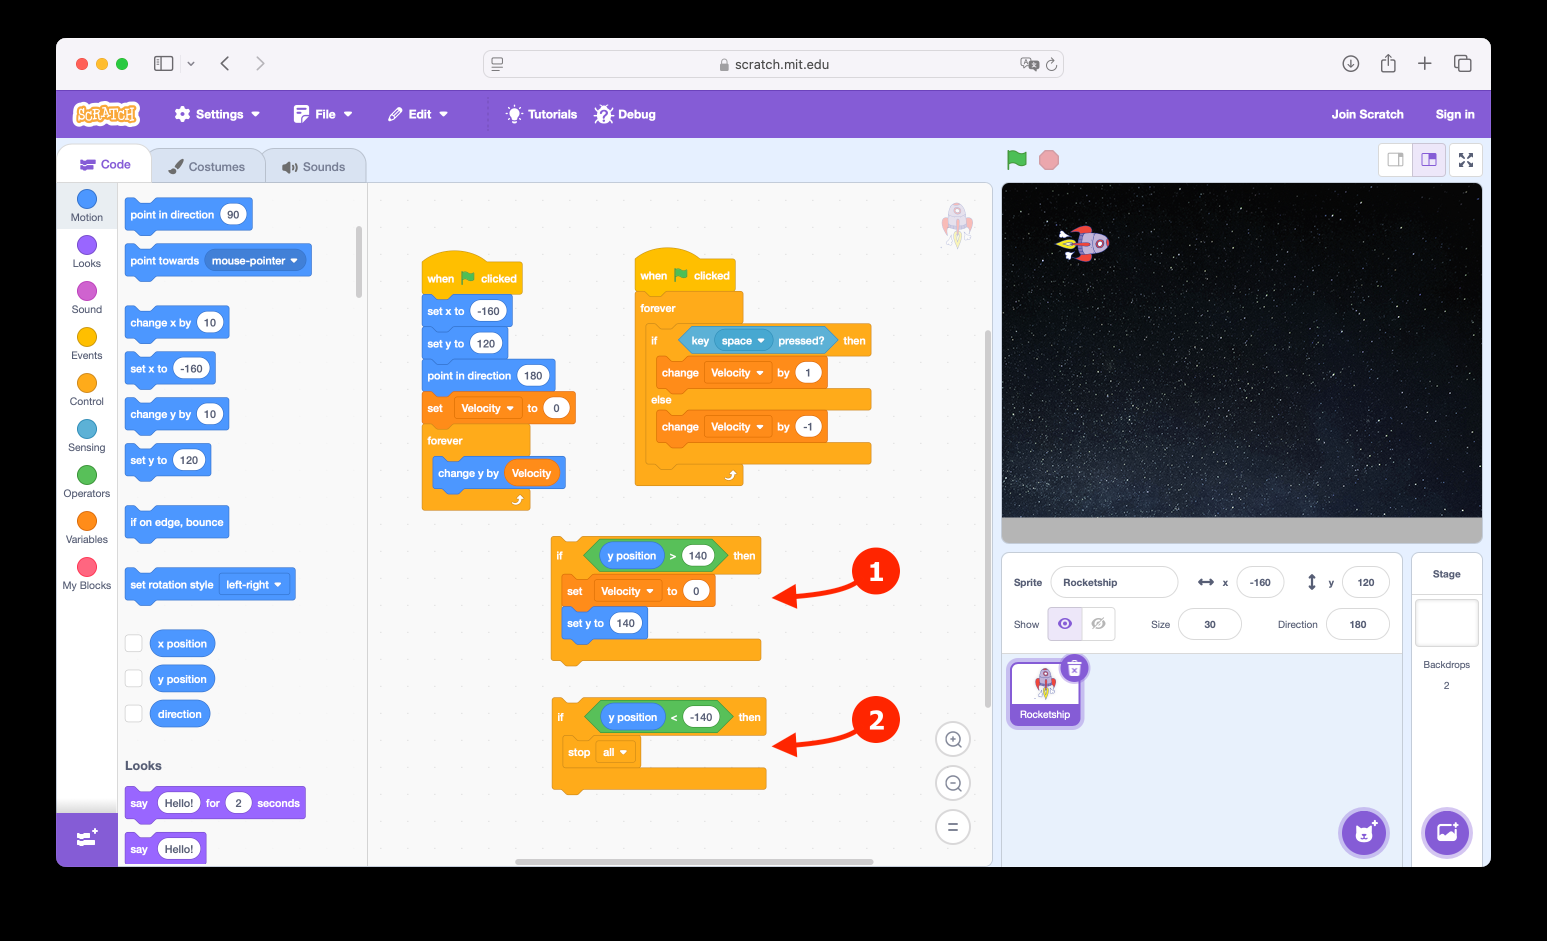 scratch.mit.edu
SCRATCH
Settings
File
Edit
Tutorials
Debug
Join Scratch
Sign in
Code
Costumes
Sounds
Motion
Looks
Sound
Events
Control
Sensing
Operators
Variables
My Blocks
point in direction 90
point towards mouse-pointer
change x by 10
set x to -160
change y by 10
set y to 120
if on edge, bounce
set rotation style left-right
x position
y position
direction
Looks
say Hello! for 2 seconds
say Hello!
when clicked
set x to -160
set y to 120
point in direction 180
set Velocity to 0
forever
change y by Velocity
when clicked
forever
if key space pressed? then
change Velocity by 1
else
change Velocity by -1
if y position > 140 then
set Velocity to 0
set y to 140
1
if y position < -140 then
stop all
2
Sprite Rocketship x -160 y 120
Show Size 30 Direction 180
Rocketship
Stage
Backdrops
2